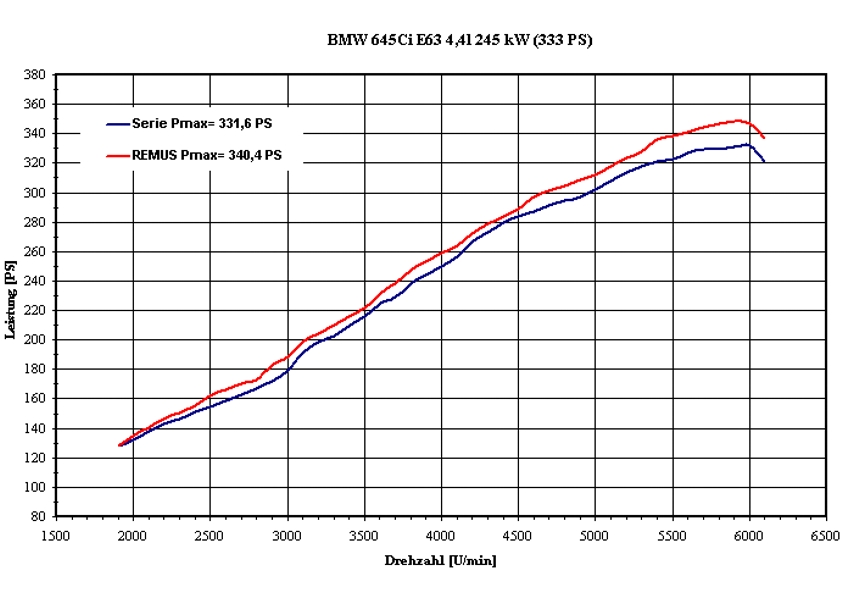 BMW 645Ci E63 4,4l 245 kW (333 PS)
Serie Pmax= 331,6 PS
REMUS Pmax= 340,4 PS
Leistung [PS]
380
360
340
320
300
280
260
240
220
200
180
160
140
120
100
80
1500 2000 2500 3000 3500 4000 4500 5000 5500 6000 6500
Drehzahl [U/min]